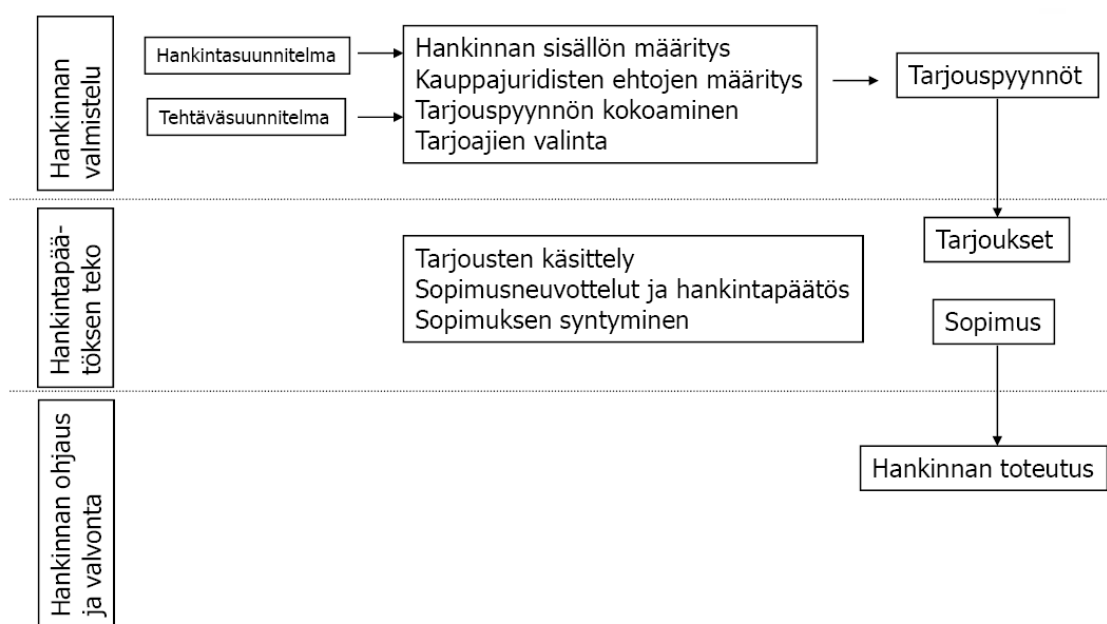 Hankinnan
valmistelu
Hankintasuunnitelma
Tehtäväsuunnitelma
Hankinnan sisällön määritys
Kauppajuridisten ehtojen määritys
Tarjouspyynnön kokoaminen
Tarjoajien valinta
Tarjouspyynnöt
Hankintapää-
töksen teko
Tarjousten käsittely
Sopimusneuvottelut ja hankintapäätös
Sopimuksen syntyminen
Tarjoukset
Sopimus
Hankinnan ohjaus
ja valvonta
Hankinnan toteutus